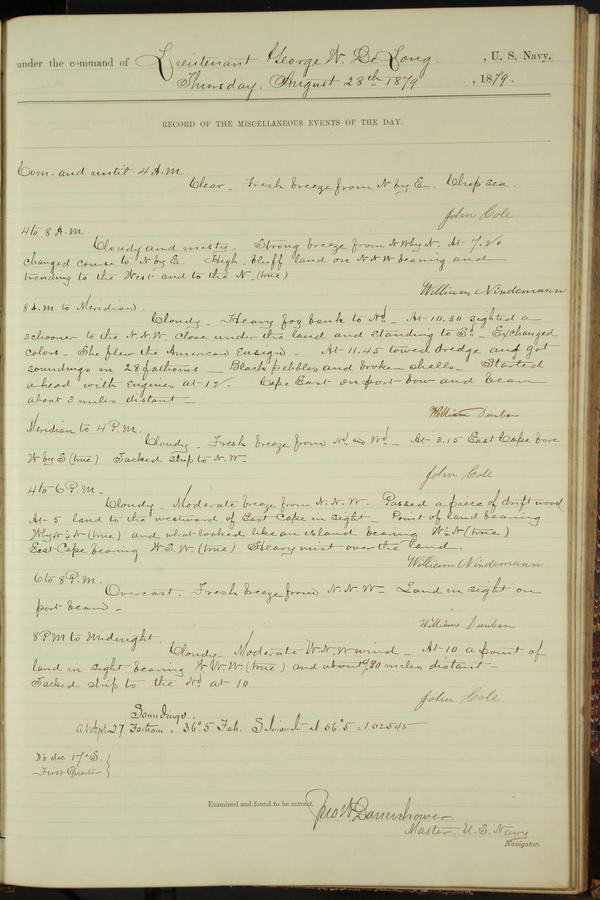 under the command of Lieutenant George W. De Long. , U. S. Navy,
Thursday, August 28th 1879 , 1879.
RECORD OF THE MISCELLANEOUS EVENTS OF THE DAY.
Com. and until 4 A.M.
Clear. Fresh breeze from N by E. Chop sea.
John Cole
4 to 8 A.M.
Cloudy and misty. Strong breeze from N W by N. At 7.20
changed course to N by E. High, bluff land on N N W bearing and
trending to the West and to the N (true)
William Nindemann
8 A.M. to Meridian.
Cloudy - Heavy fog bank to Nd - At 10.30 sighted a
schooner to the N.N.W. close under the land and standing to Sd - Exchanged
colors - She flew the American Ensign - At 11.45 towed dredge and got
soundings in 28 fathoms - Black pebbles and broken shells - Started
ahead with engines at 12. Cape East on port bow and beam
about 3 miles distant -
William Dunbar
Meridian to 4 P.M.
Cloudy - Fresh breeze from Nd and Wd - At 3.15 East Cape bore
W by S (true) Tacked ship to N.W.
John Cole
4 to 6 P.M.
Cloudy. Moderate breeze from N.N.W. Passed a piece of drift wood.
At 5 land to the westward of East Cape in sight - Point of land bearing
W by N ½ N (true) and what looked like an island bearing W ½ N (true)
East Cape bearing W.S.W. (true) Heavy mist over the land.
William Nindemann
6 to 8 P.M.
Overcast. Fresh breeze from N.N.W - Land in sight on
port beam -
William Dunbar
8 P.M to Midnight.
Cloudy. Moderate N.N.W wind - At 10 a point of
land in sight bearing W.N.W. (true) and about 20 miles distant -
Tacked ship to the Nd at 10.
John Cole
Soundings.
At depth 27 Fathoms, 36°.5 Fah. at 56°.5 = 1.02545
D's dec 17° S.
First Quarter
Examined and found to be correct.
Jno. W. Danenhower
Master, U.S. Navy.
Navigator.